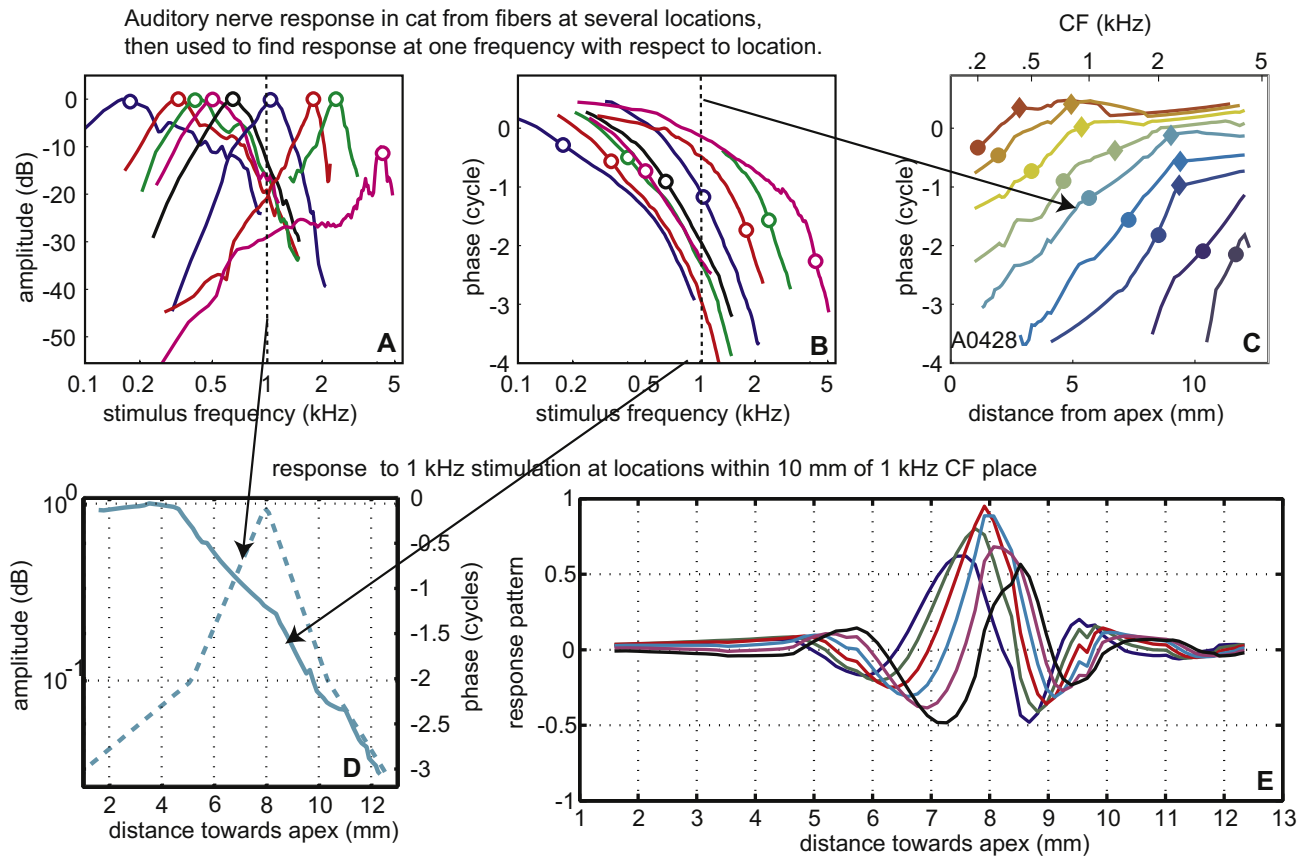 Auditory nerve response in cat from fibers at several locations,
then used to find response at one frequency with respect to location.
CF (kHz)
.2 .5 1 2 5
0
-10
-20
-30
-40
-50
amplitude (dB)
A
0.1 0.2 0.5 1 2 5
stimulus frequency (kHz)
0
-1
-2
-3
-4
phase (cycle)
B
0.1 0.2 0.5 1 2 5
stimulus frequency (kHz)
0
-1
-2
-3
-4
phase (cycle)
A0428
C
0 5 10
distance from apex (mm)
response to 1 kHz stimulation at locations within 10 mm of 1 kHz CF place
10⁰
10⁻¹
amplitude (dB)
0
-0.5
-1
-1.5
-2
-2.5
-3
phase (cycles)
D
2 4 6 8 10 12
distance towards apex (mm)
1
0.5
0
-0.5
-1
response pattern
E
1 2 3 4 5 6 7 8 9 10 11 12 13
distance towards apex (mm)